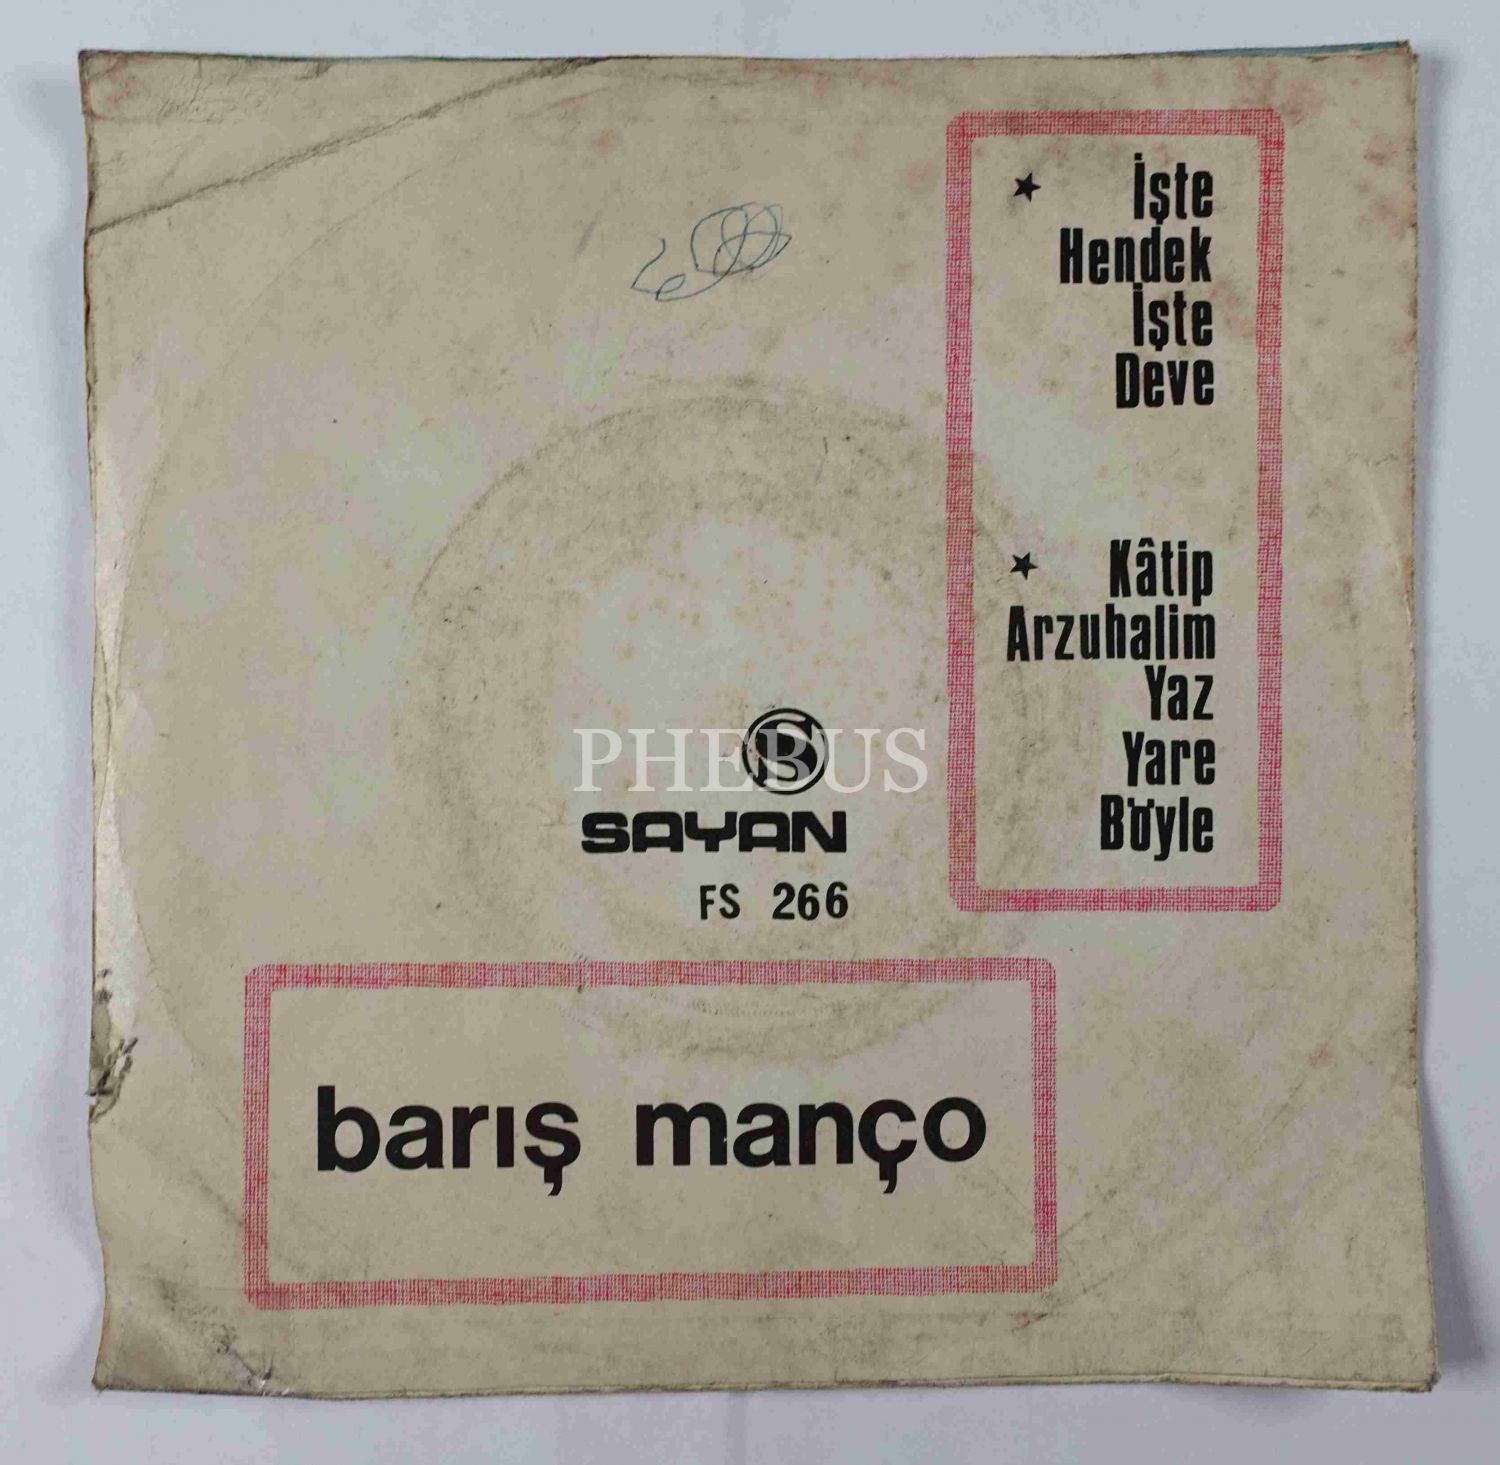 ★ İşte
Hendek
İşte
Deve
★ Kâtip
Arzuhalim
Yaz
Yare
Böyle
S
PHEBUS
SAYAN
FS 266
barış manço